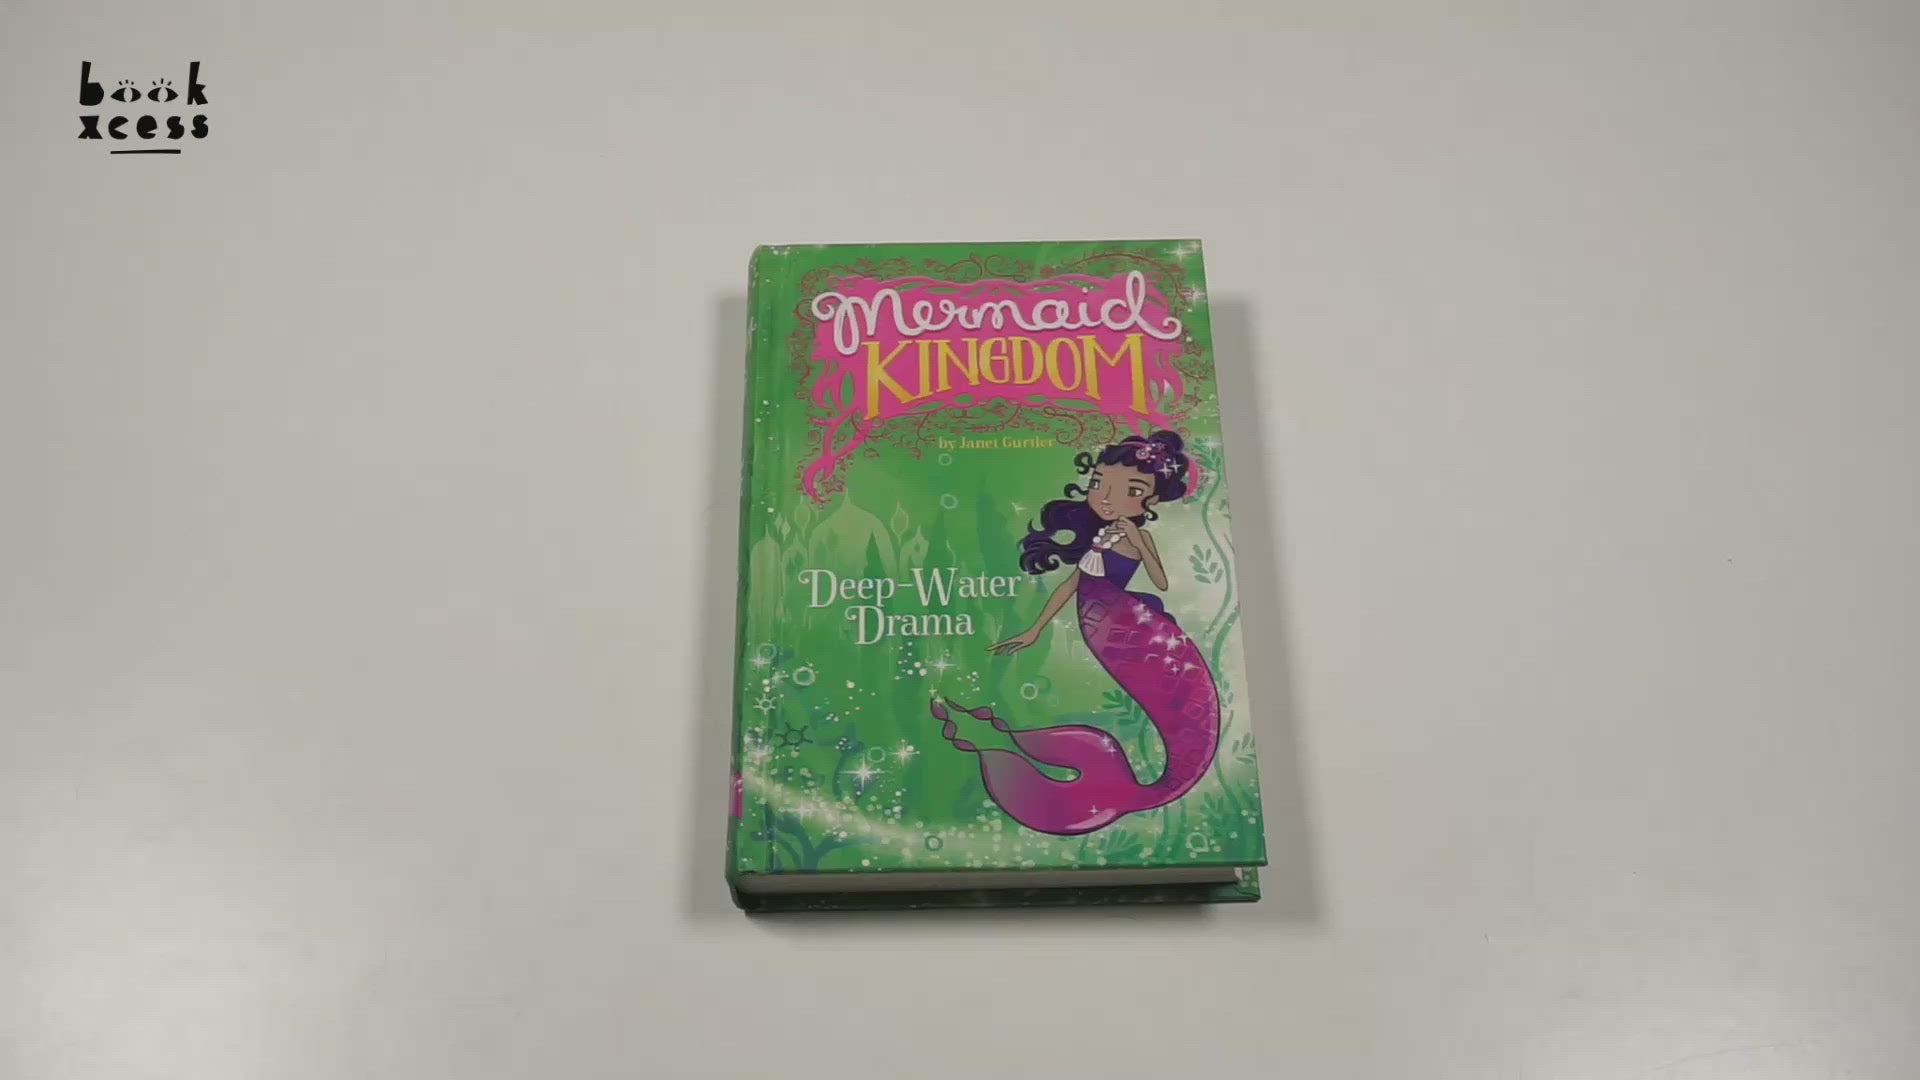 book
xcess
Mermaid
KINGDOM
by Janet Gurtler
Deep-Water
Drama